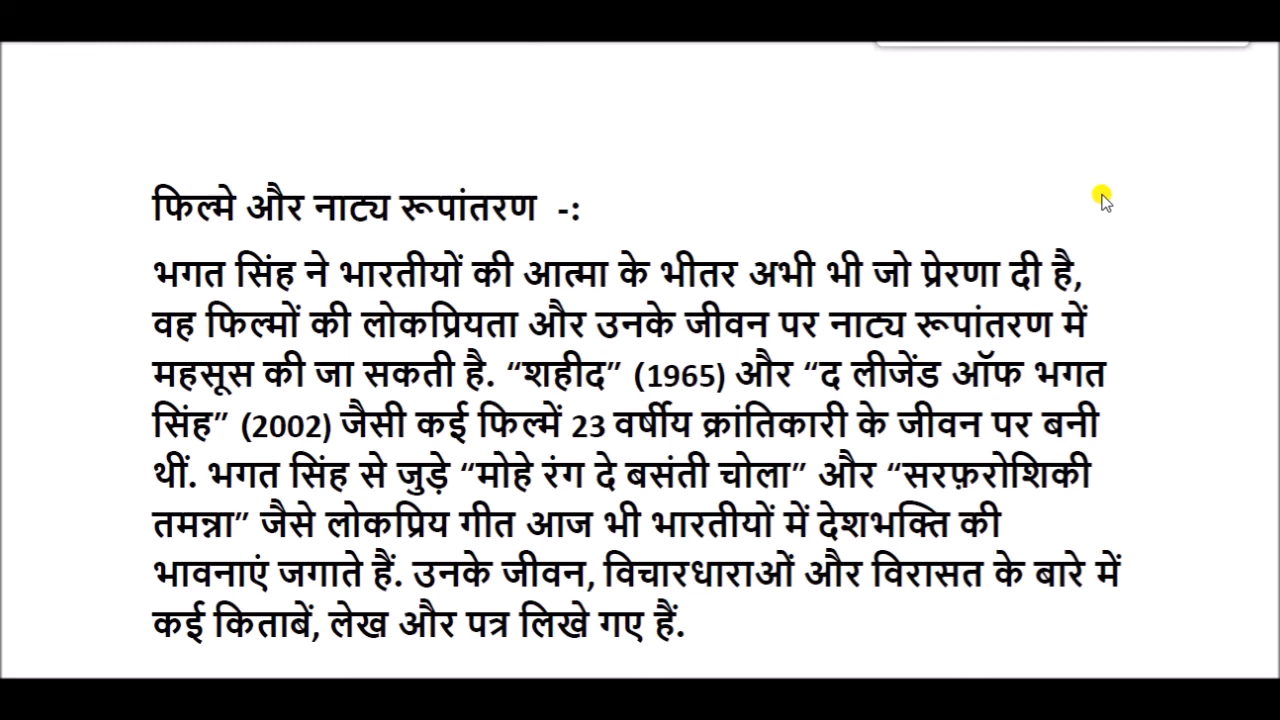 फिल्मे और नाट्य रूपांतरण -:
भगत सिंह ने भारतीयों की आत्मा के भीतर अभी भी जो प्रेरणा दी है,
वह फिल्मों की लोकप्रियता और उनके जीवन पर नाट्य रूपांतरण में
महसूस की जा सकती है. “शहीद” (1965) और “द लीजेंड ऑफ भगत
सिंह” (2002) जैसी कई फिल्में 23 वर्षीय क्रांतिकारी के जीवन पर बनी
थीं. भगत सिंह से जुड़े “मोहे रंग दे बसंती चोला” और “सरफ़रोशिकी
तमन्ना” जैसे लोकप्रिय गीत आज भी भारतीयों में देशभक्ति की
भावनाएं जगाते हैं. उनके जीवन, विचारधाराओं और विरासत के बारे में
कई किताबें, लेख और पत्र लिखे गए हैं.